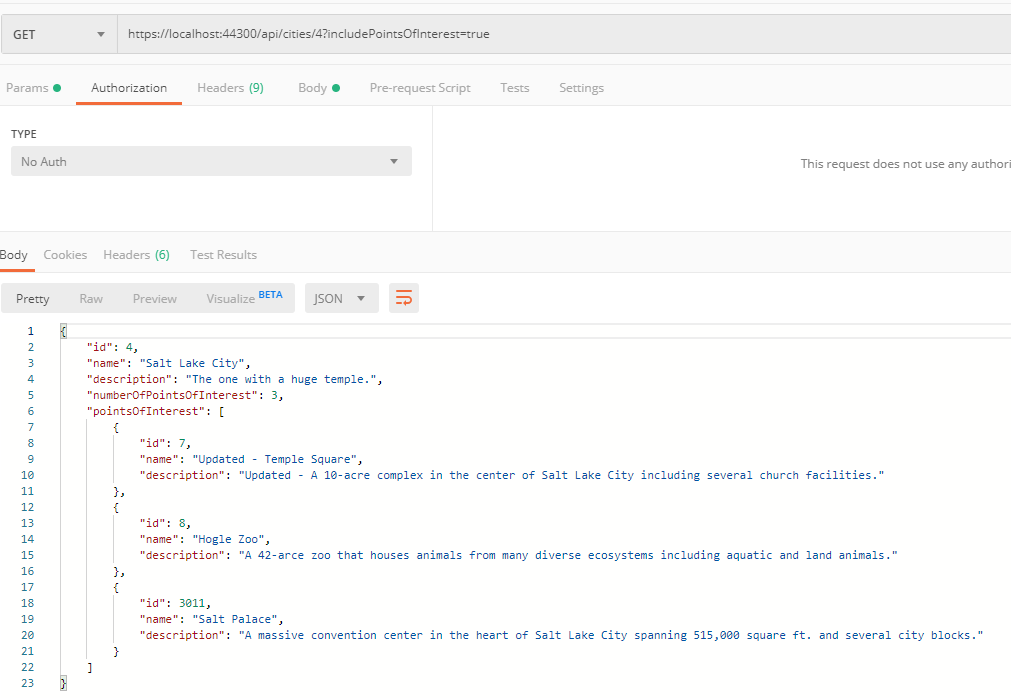 GET https://localhost:44300/api/cities/4?includePointsOfInterest=true
Params Authorization Headers (9) Body Pre-request Script Tests Settings
TYPE
No Auth
This request does not use any authori
Body Cookies Headers (6) Test Results
Pretty Raw Preview Visualize BETA JSON
1 {
2 "id": 4,
3 "name": "Salt Lake City",
4 "description": "The one with a huge temple.",
5 "numberOfPointsOfInterest": 3,
6 "pointsOfInterest": [
7 {
8 "id": 7,
9 "name": "Updated - Temple Square",
10 "description": "Updated - A 10-acre complex in the center of Salt Lake City including several church facilities."
11 },
12 {
13 "id": 8,
14 "name": "Hogle Zoo",
15 "description": "A 42-arce zoo that houses animals from many diverse ecosystems including aquatic and land animals."
16 },
17 {
18 "id": 3011,
19 "name": "Salt Palace",
20 "description": "A massive convention center in the heart of Salt Lake City spanning 515,000 square ft. and several city blocks."
21 }
22 ]
23 }